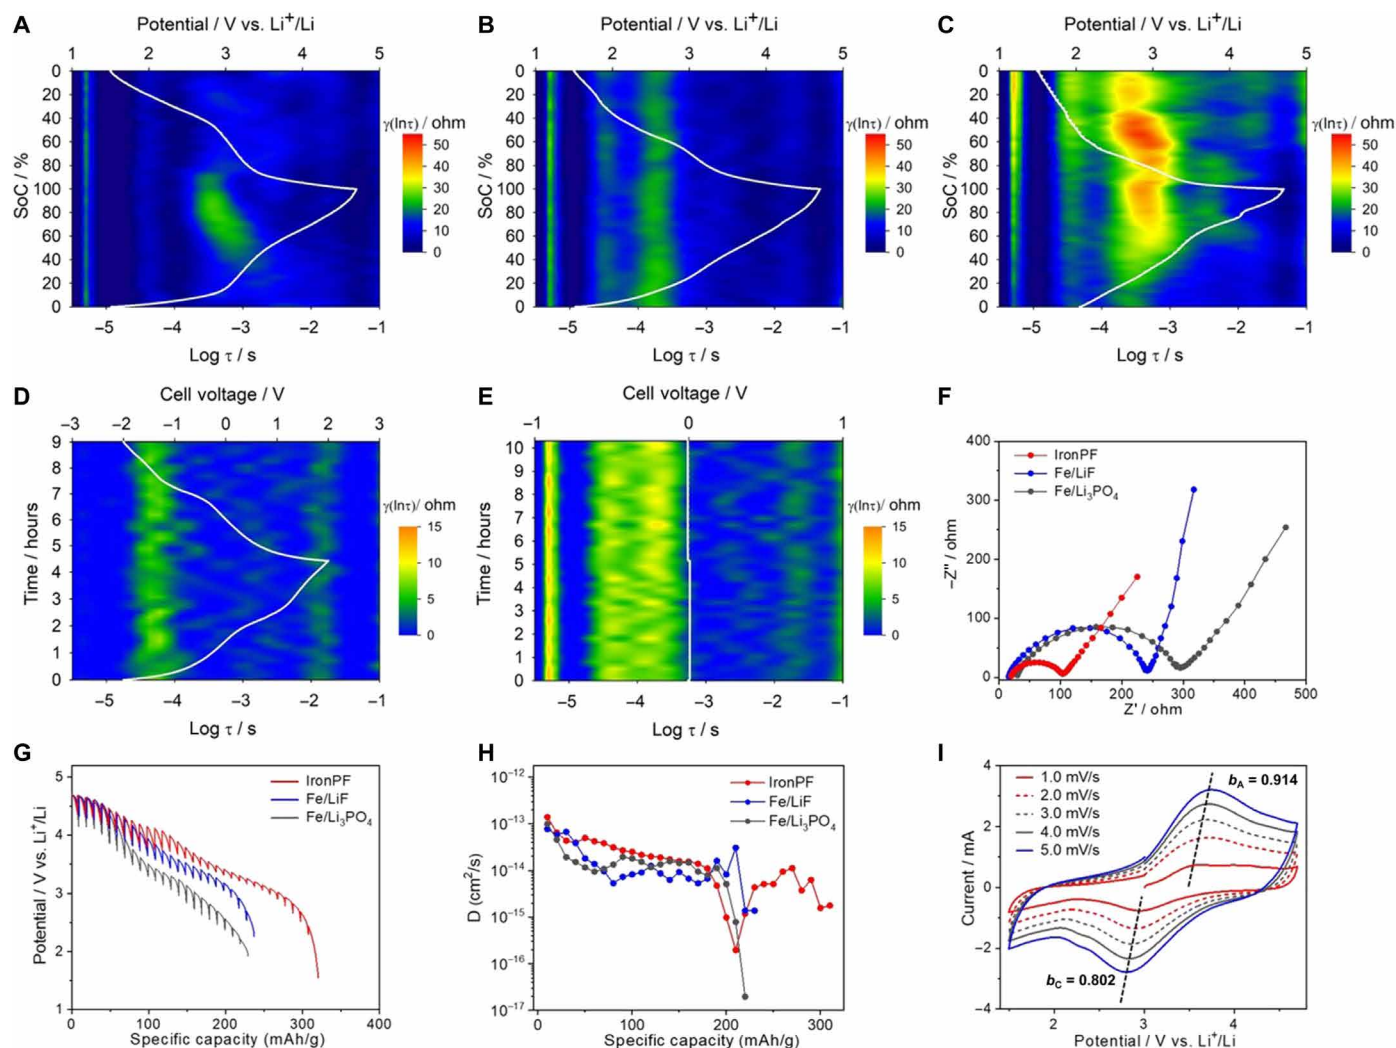 A
Potential / V vs. Li⁺/Li
1 2 3 4 5
SoC / %
0
20
40
60
80
100
80
60
40
20
0
−5 −4 −3 −2 −1
Log τ / s
γ(lnτ) / ohm
50
40
30
20
10
0
B
Potential / V vs. Li⁺/Li
1 2 3 4 5
SoC / %
0
20
40
60
80
100
80
60
40
20
0
−5 −4 −3 −2 −1
Log τ / s
γ(lnτ) / ohm
50
40
30
20
10
0
C
Potential / V vs. Li⁺/Li
1 2 3 4 5
SoC / %
0
20
40
60
80
100
80
60
40
20
0
−5 −4 −3 −2 −1
Log τ / s
γ(lnτ) / ohm
50
40
30
20
10
0
D
Cell voltage / V
−3 −2 −1 0 1 2 3
Time / hours
9
8
7
6
5
4
3
2
1
0
−5 −4 −3 −2 −1
Log τ / s
γ(lnτ)/ ohm
15
10
5
0
E
Cell voltage / V
−1 0 1
Time / hours
10
9
8
7
6
5
4
3
2
1
0
−5 −4 −3 −2 −1
Log τ / s
γ(lnτ)/ ohm
15
10
5
0
F
−Z'' / ohm
−400
−300
−200
−100
0
IronPF
Fe/LiF
Fe/Li₃PO₄
0 100 200 300 400 500
Z' / ohm
G
Potential / V vs. Li⁺/Li
5
4
3
2
1
IronPF
Fe/LiF
Fe/Li₃PO₄
0 100 200 300 400
Specific capacity (mAh/g)
H
D (cm²/s)
10⁻¹²
10⁻¹³
10⁻¹⁴
10⁻¹⁵
10⁻¹⁶
10⁻¹⁷
IronPF
Fe/LiF
Fe/Li₃PO₄
0 100 200 300
Specific capacity (mAh/g)
I
Current / mA
4
2
0
−2
−4
1.0 mV/s
2.0 mV/s
3.0 mV/s
4.0 mV/s
5.0 mV/s
b_A = 0.914
b_C = 0.802
2 3 4
Potential / V vs. Li⁺/Li